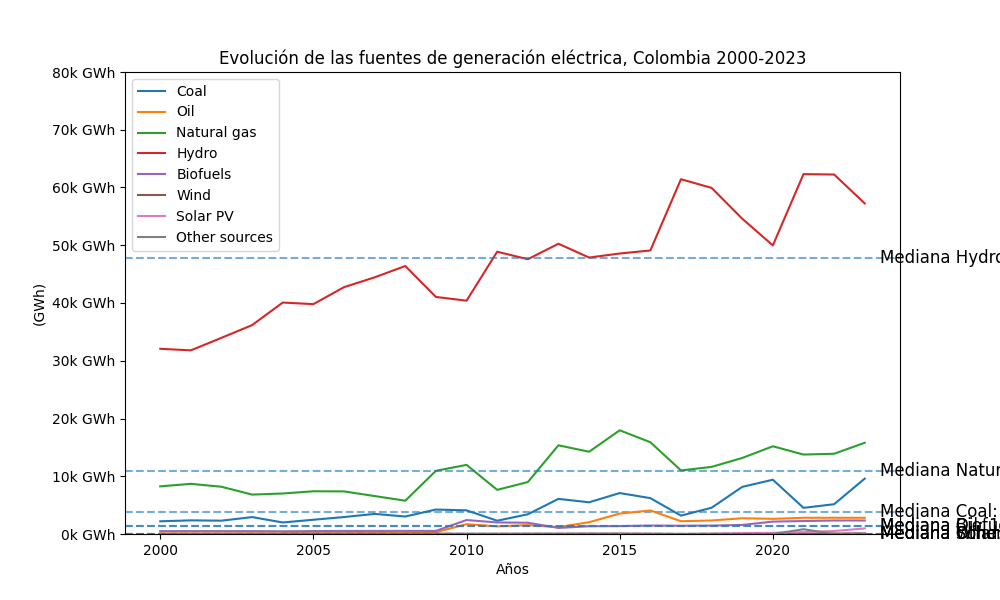 Evolución de las fuentes de generación eléctrica, Colombia 2000-2023
80k GWh
70k GWh
60k GWh
50k GWh
40k GWh
30k GWh
20k GWh
10k GWh
0k GWh
(GWh)
Coal
Oil
Natural gas
Hydro
Biofuels
Wind
Solar PV
Other sources
Mediana Hydro
Mediana Natur
Mediana Coal:
Mediana
Mediana
2000
2005
2010
2015
2020
Años